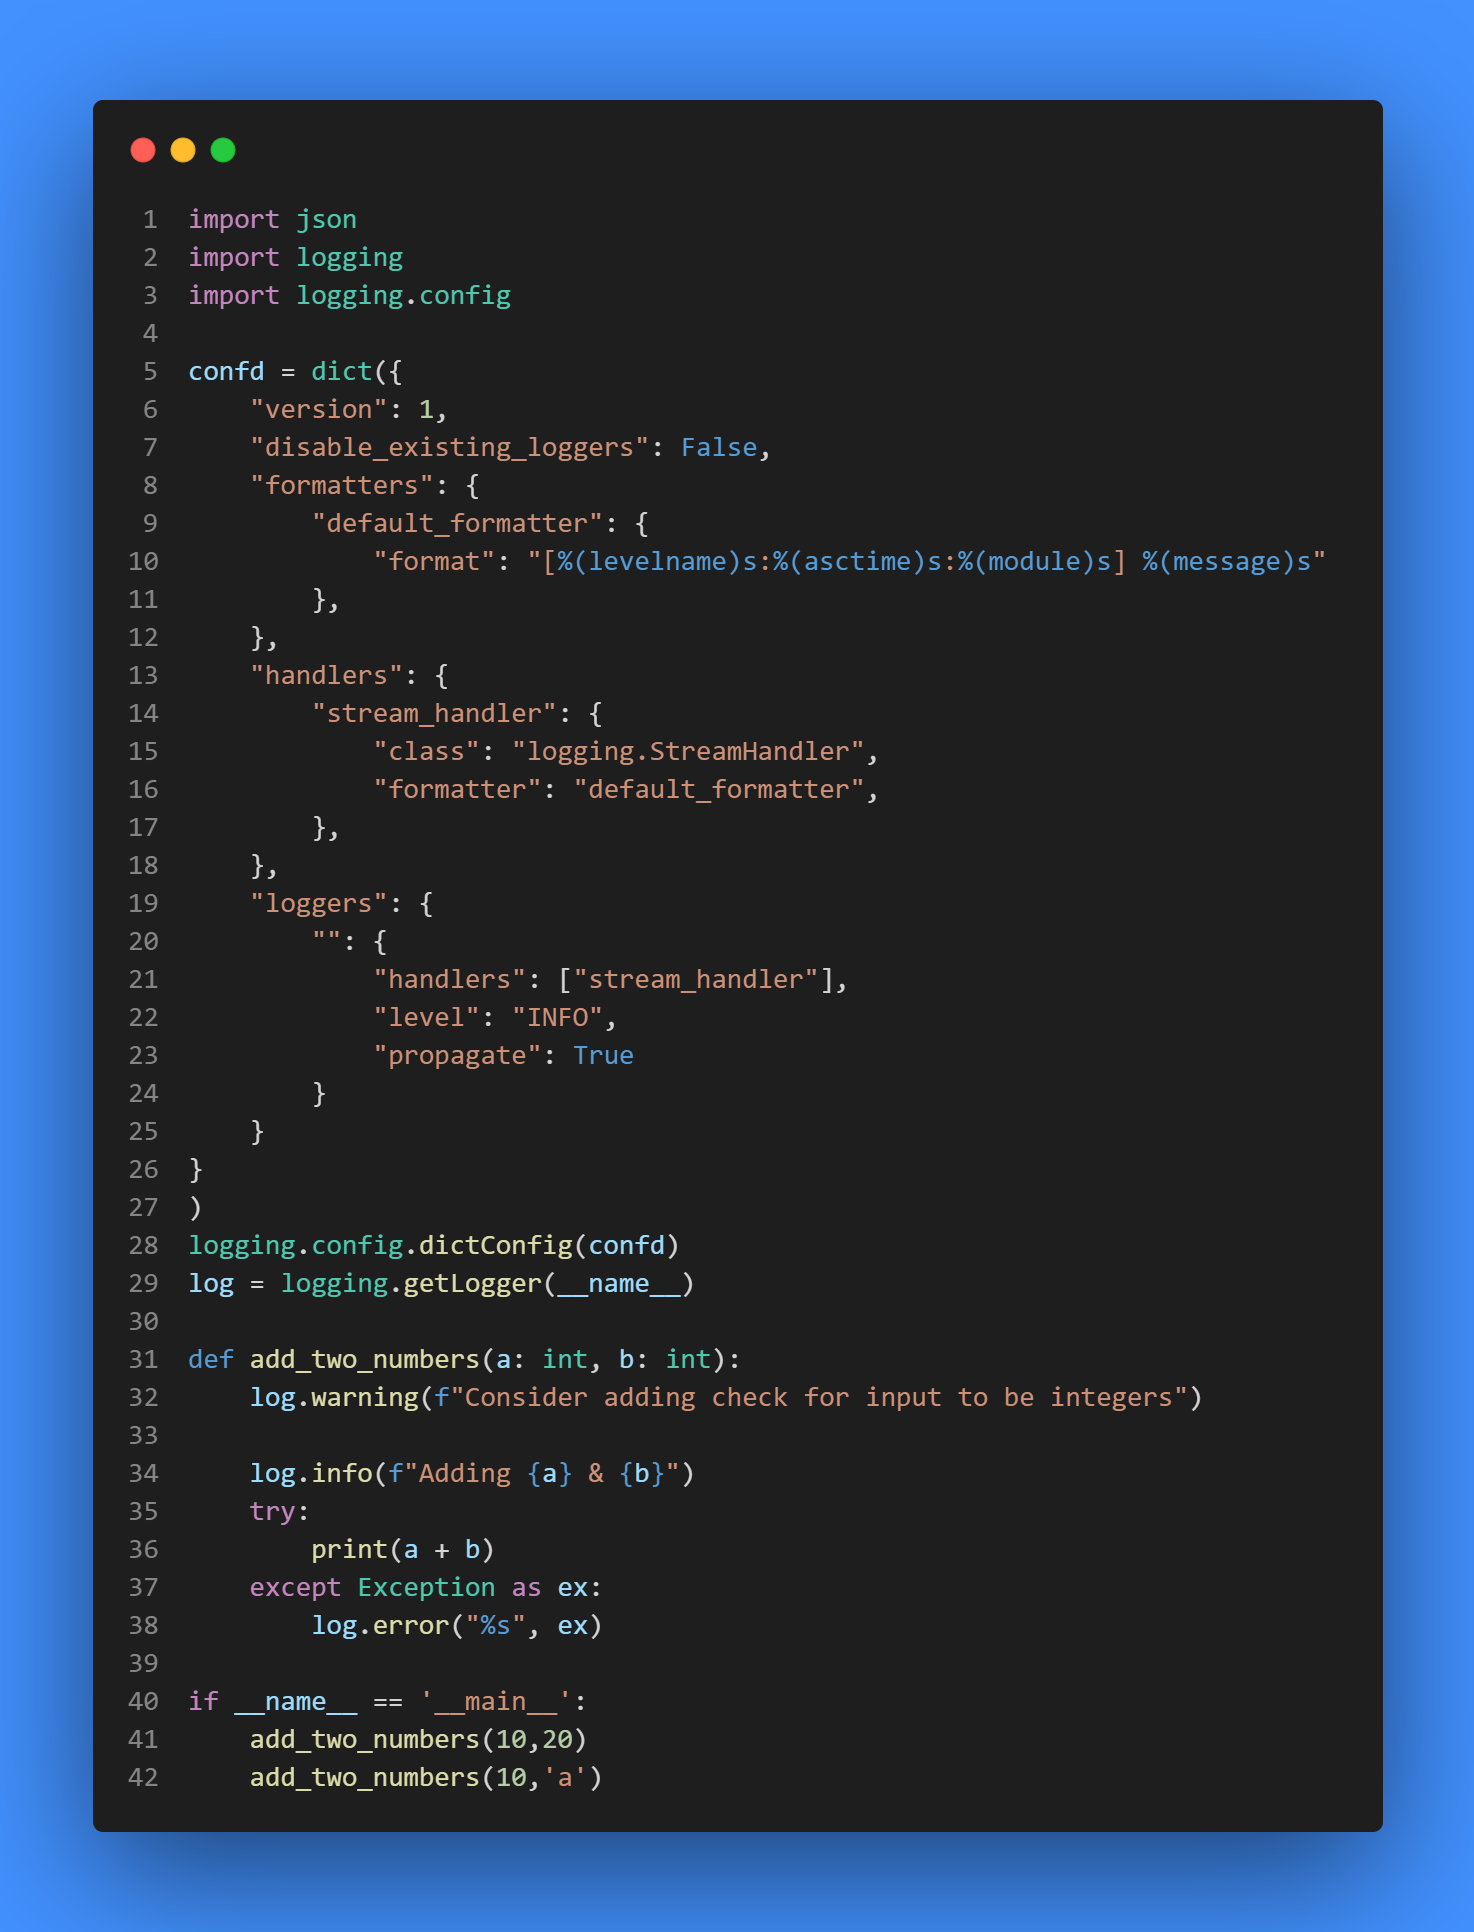 1 import json
2 import logging
3 import logging.config
4
5 confd = dict({
6     "version": 1,
7     "disable_existing_loggers": False,
8     "formatters": {
9         "default_formatter": {
10             "format": "[%(levelname)s:%(asctime)s:%(module)s] %(message)s"
11         },
12     },
13     "handlers": {
14         "stream_handler": {
15             "class": "logging.StreamHandler",
16             "formatter": "default_formatter",
17         },
18     },
19     "loggers": {
20         "": {
21             "handlers": ["stream_handler"],
22             "level": "INFO",
23             "propagate": True
24         }
25     }
26 }
27 )
28 logging.config.dictConfig(confd)
29 log = logging.getLogger(__name__)
30
31 def add_two_numbers(a: int, b: int):
32     log.warning(f"Consider adding check for input to be integers")
33
34     log.info(f"Adding {a} & {b}")
35     try:
36         print(a + b)
37     except Exception as ex:
38         log.error("%s", ex)
39
40 if __name__ == '__main__':
41     add_two_numbers(10,20)
42     add_two_numbers(10,'a')